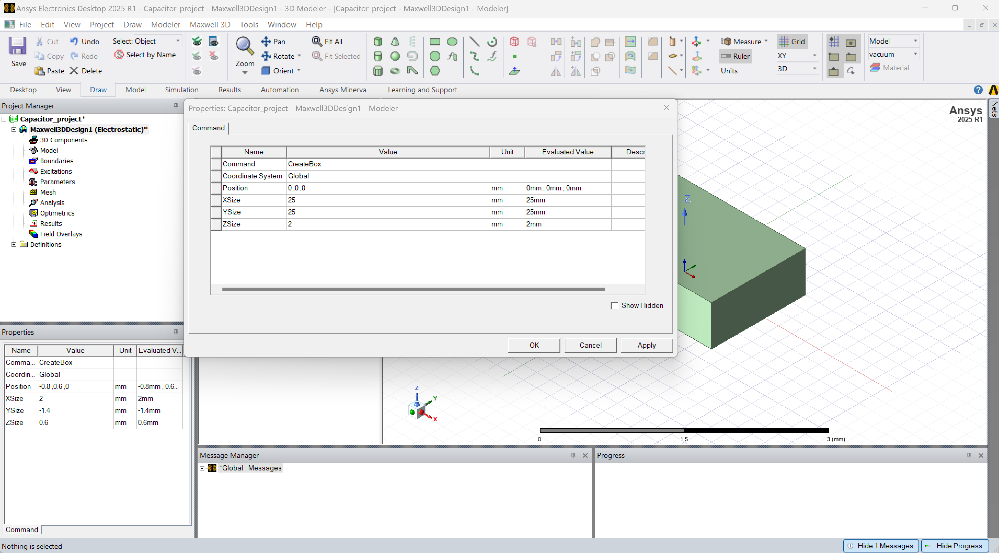 Ansys Electronics Desktop 2025 R1 - Capacitor_project - Maxwell3DDesign1 - 3D Modeler - [Capacitor_project - Maxwell3DDesign1 - Modeler]
File Edit View Project Draw Modeler Maxwell 3D Tools Window Help
Save
Cut
Copy
Paste
Undo
Redo
Delete
Select: Object
Select by Name
Zoom
Pan
Rotate
Orient
Fit All
Fit Selected
Measure
Ruler
Units
Grid
XY
3D
Model
vacuum
Material
Desktop View Draw Model Simulation Results Automation Ansys Minerva Learning and Support
Project Manager
Capacitor_project*
Maxwell3DDesign1 (Electrostatic)*
3D Components
Model
Boundaries
Excitations
Parameters
Mesh
Analysis
Optimetrics
Results
Field Overlays
Definitions
Properties: Capacitor_project - Maxwell3DDesign1 - Modeler
Command
Name Value Unit Evaluated Value Descr
Command CreateBox
Coordinate System Global
Position 0 ,0 ,0 mm 0mm , 0mm , 0mm
XSize 25 mm 25mm
YSize 25 mm 25mm
ZSize 2 mm 2mm
Show Hidden
OK Cancel Apply
Ansys
2025 R1
Nets
Z
Z
Y
X
0 1.5 3 (mm)
Properties
Name Value Unit Evaluated V...
Comma... CreateBox
Coordin... Global
Position -0.8 ,0.6 ,0 mm -0.8mm , 0.6...
XSize 2 mm 2mm
YSize -1.4 mm -1.4mm
ZSize 0.6 mm 0.6mm
Command
Message Manager
*Global - Messages
Progress
Nothing is selected
Hide 1 Messages
Hide Progress